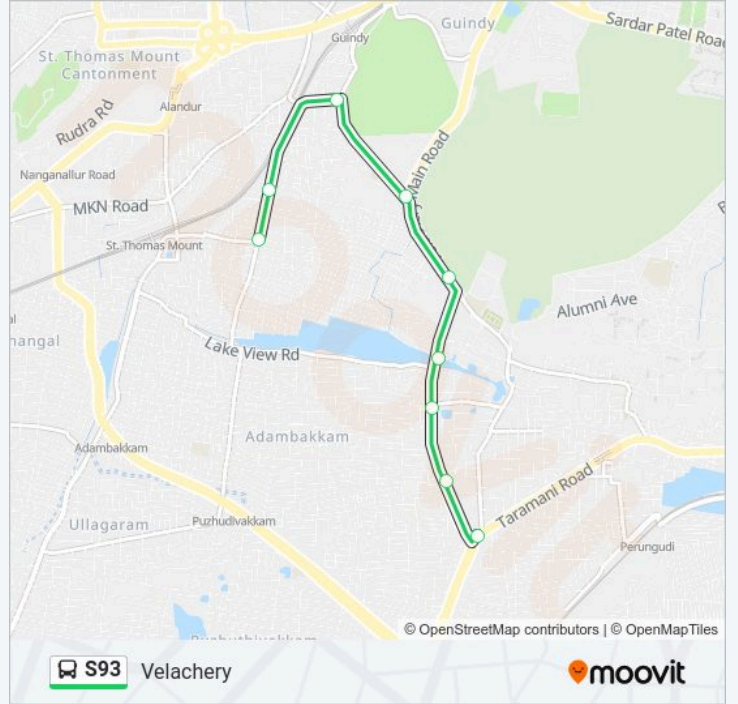 Guindy
Guindy
Sardar Patel Road
St. Thomas Mount
Cantonment
Alandur
Rudra Rd
Main Road
Nanganallur Road
MKN Road
St. Thomas Mount
Alumni Ave
Lake View Rd
Adambakkam
Adambakkam
Taramani Road
Ullagaram
Puzhudivakkam
Perungudi
© OpenStreetMap contributors | © OpenMapTiles
S93 Velachery
moovit